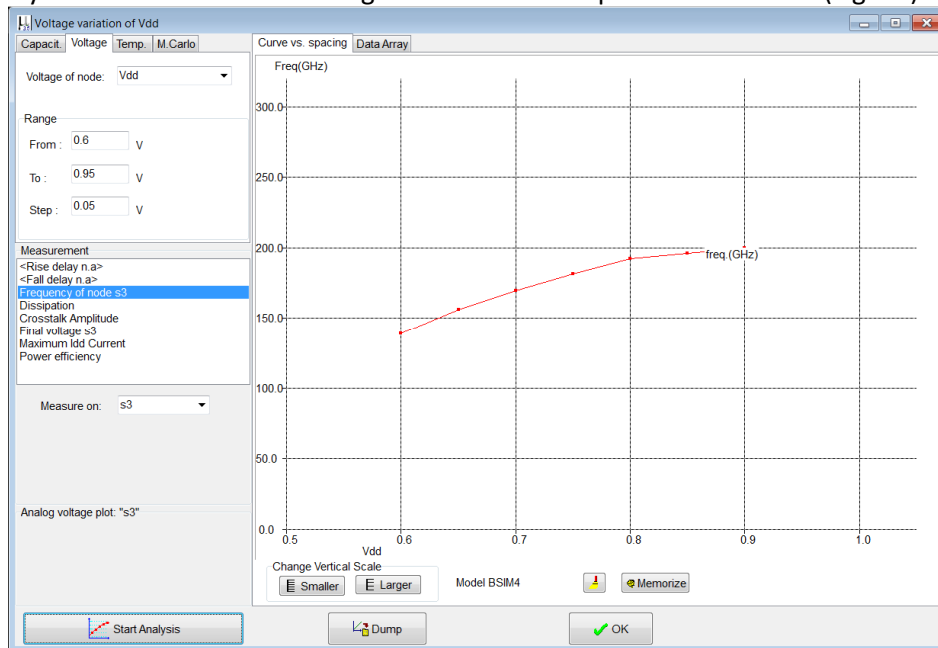 Voltage variation of Vdd
Capacit. Voltage Temp. M.Carlo
Voltage of node: Vdd
Range
From : 0.6 V
To : 0.95 V
Step : 0.05 V
Measurement
<Rise delay n.a>
<Fall delay n.a>
Frequency of node s3
Dissipation
Crosstalk Amplitude
Final voltage s3
Maximum Idd Current
Power efficiency
Measure on: s3
Analog voltage plot: "s3"
Curve vs. spacing Data Array
Freq(GHz)
300.0
250.0
200.0
freq.(GHz)
150.0
100.0
50.0
0.0
0.5 0.6 0.7 0.8 0.9 1.0
Vdd
Change Vertical Scale
Smaller Larger Model BSIM4 Memorize
Start Analysis Dump OK